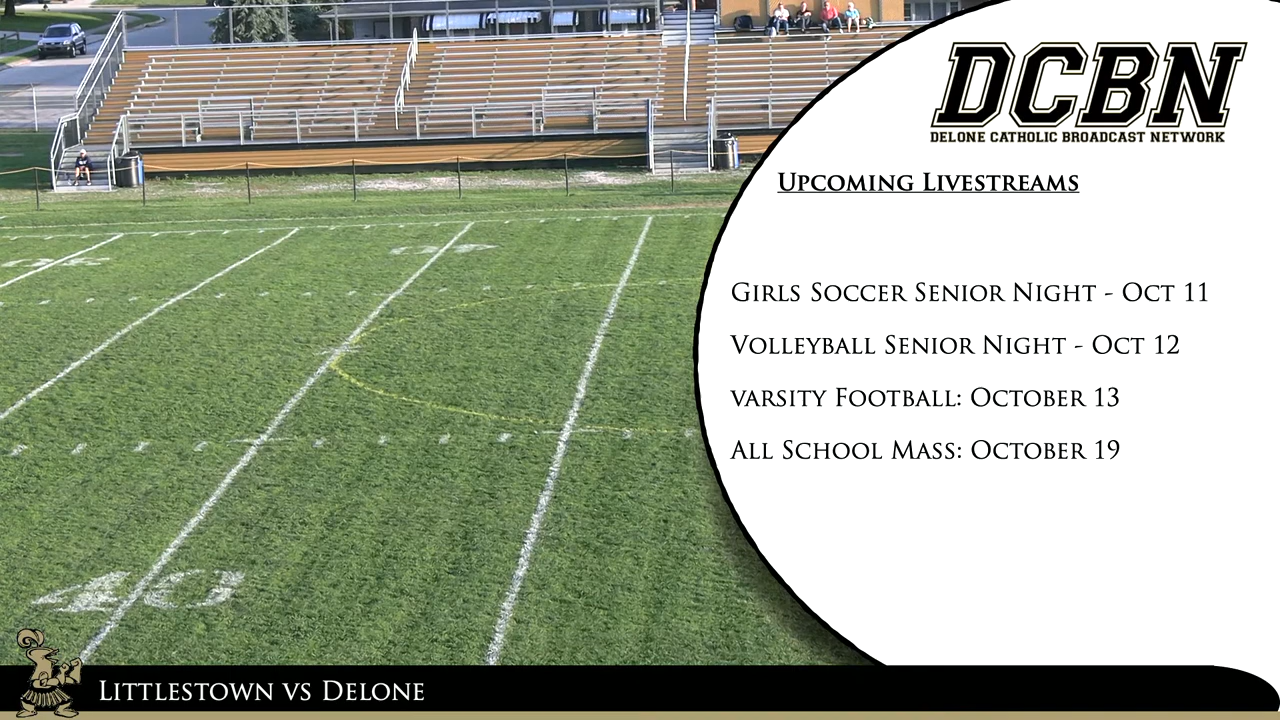 DCBN
DELONE CATHOLIC BROADCAST NETWORK
Upcoming Livestreams
Girls Soccer Senior Night - Oct 11
Volleyball Senior Night - Oct 12
varsity Football: October 13
All School Mass: October 19
40
Littlestown vs Delone